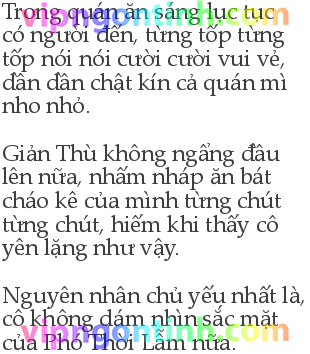 Trong quán ăn sáng lục tục
có người đến, từng tốp từng
tốp nói nói cười cười vui vẻ,
dần dần chật kín cả quán mì
nho nhỏ.

Giản Thù không ngẩng đầu
lên nữa, nhấm nháp ăn bát
cháo kê của mình từng chút
từng chút, hiếm khi thấy cô
yên lặng như vậy.

Nguyên nhân chủ yếu nhất là,
cô không dám nhìn sắc mặt
của Phó Thời Lẫm nữa.
vipngontinh.com
vipngontinh.com